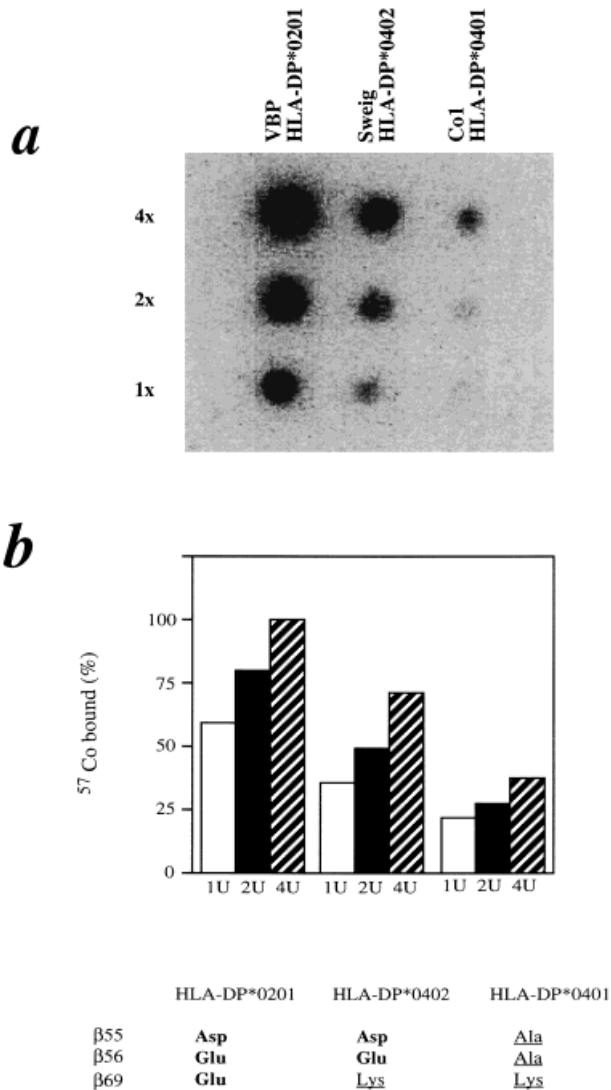 a
VBP
HLA-DP*0201
Sweig
HLA-DP*0402
Co1
HLA-DP*0401
4x
2x
1x
b
57 Co bound (%)
100
75
50
25
0
1U 2U 4U 1U 2U 4U 1U 2U 4U
HLA-DP*0201 HLA-DP*0402 HLA-DP*0401
β55 Asp Asp Ala
β56 Glu Glu Ala
β69 Glu Lys Lys